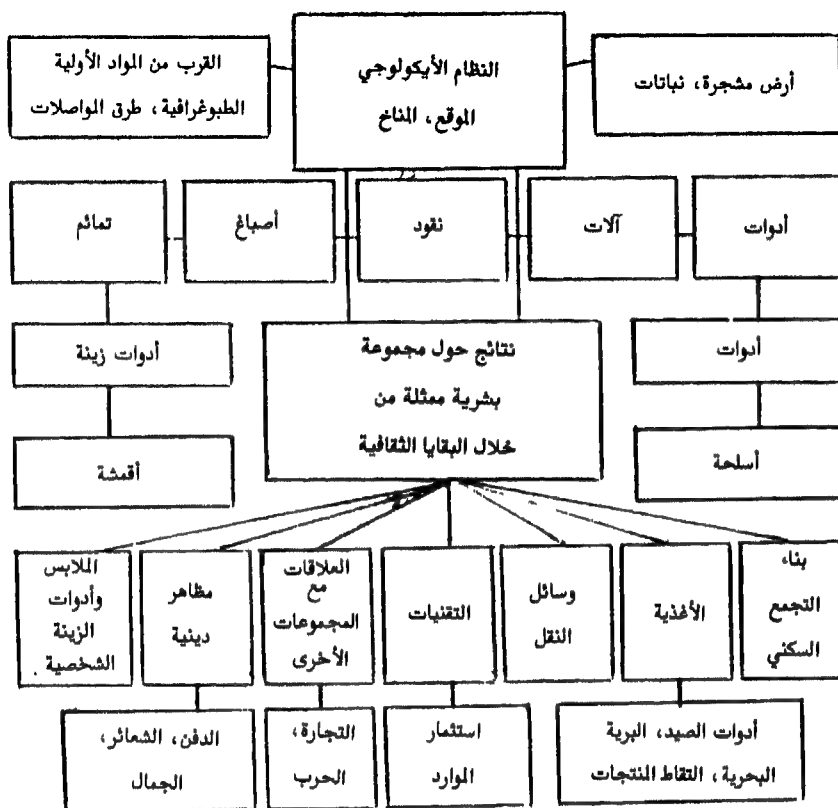 النظام الأيكولوجي
الموقع، المناخ
أرض مشجرة، نباتات
القرب من المواد الأولية
الطبوغرافية، طرق المواصلات
أدوات
آلات
نقود
أصباغ
تمائم
أدوات
نتائج حول مجموعة
بشرية ممثلة من
خلال البقايا الثقافية
أدوات زينة
أسلحة
أقمشة
بناء
التجمع
السكني
الأغذية
وسائل
النقل
التقنيات
العلاقات
مع
المجموعات
الأخرى
مظاهر
دينية
الملابس
وأدوات
الزينة
الشخصية
أدوات الصيد، البرية
البحرية، التقاط المنتجات
استثمار
الموارد
التجارة،
الحرب
الدفن، الشعائر،
الجمال